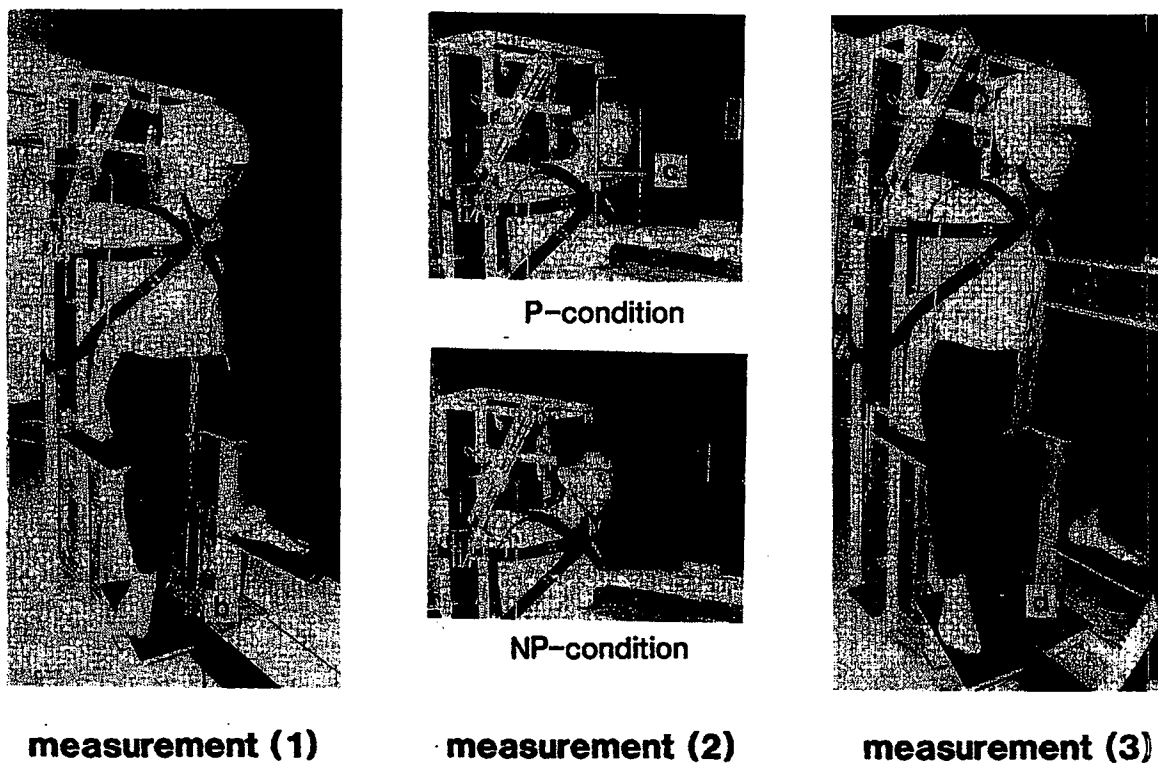 c
P-condition
NP-condition
b
d
measurement (1)
measurement (2)
measurement (3)